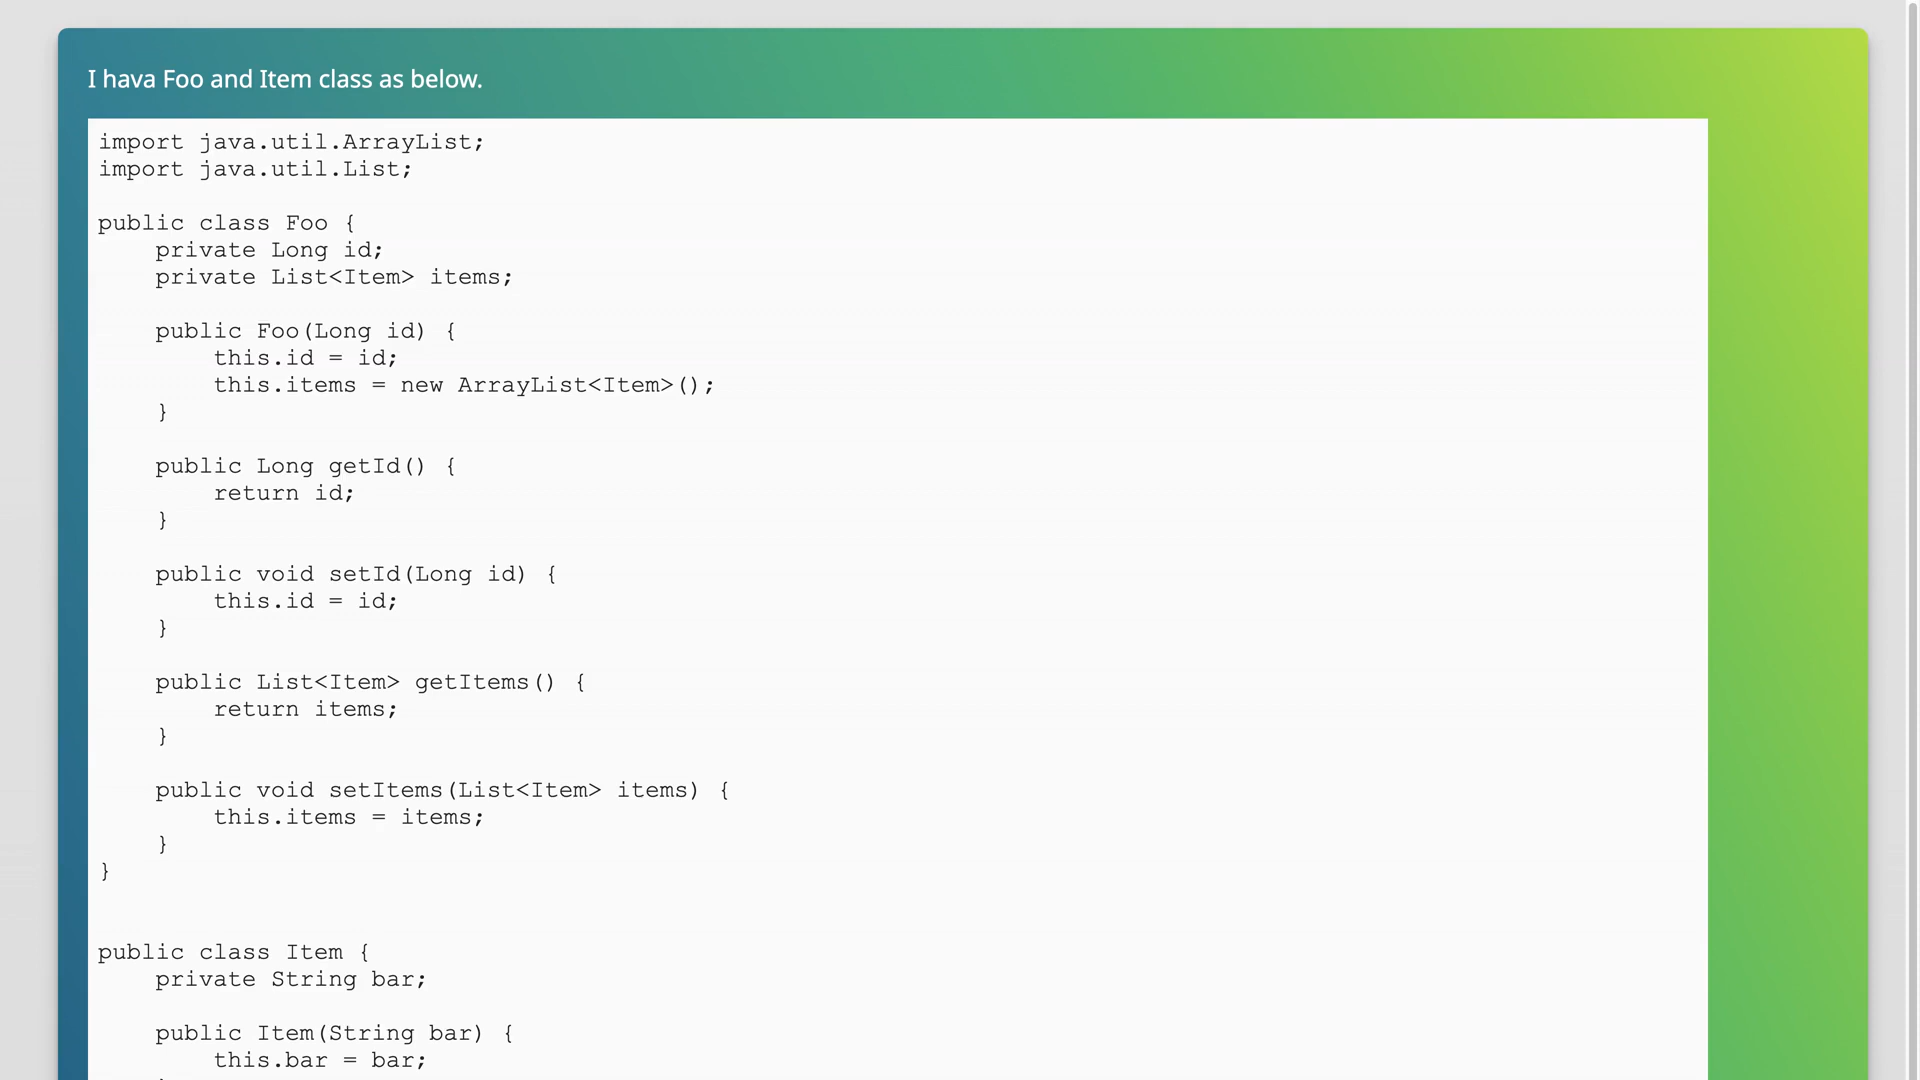 I hava Foo and Item class as below.
import java.util.ArrayList;
import java.util.List;

public class Foo {
    private Long id;
    private List<Item> items;

    public Foo(Long id) {
        this.id = id;
        this.items = new ArrayList<Item>();
    }

    public Long getId() {
        return id;
    }

    public void setId(Long id) {
        this.id = id;
    }

    public List<Item> getItems() {
        return items;
    }

    public void setItems(List<Item> items) {
        this.items = items;
    }
}


public class Item {
    private String bar;

    public Item(String bar) {
        this.bar = bar;